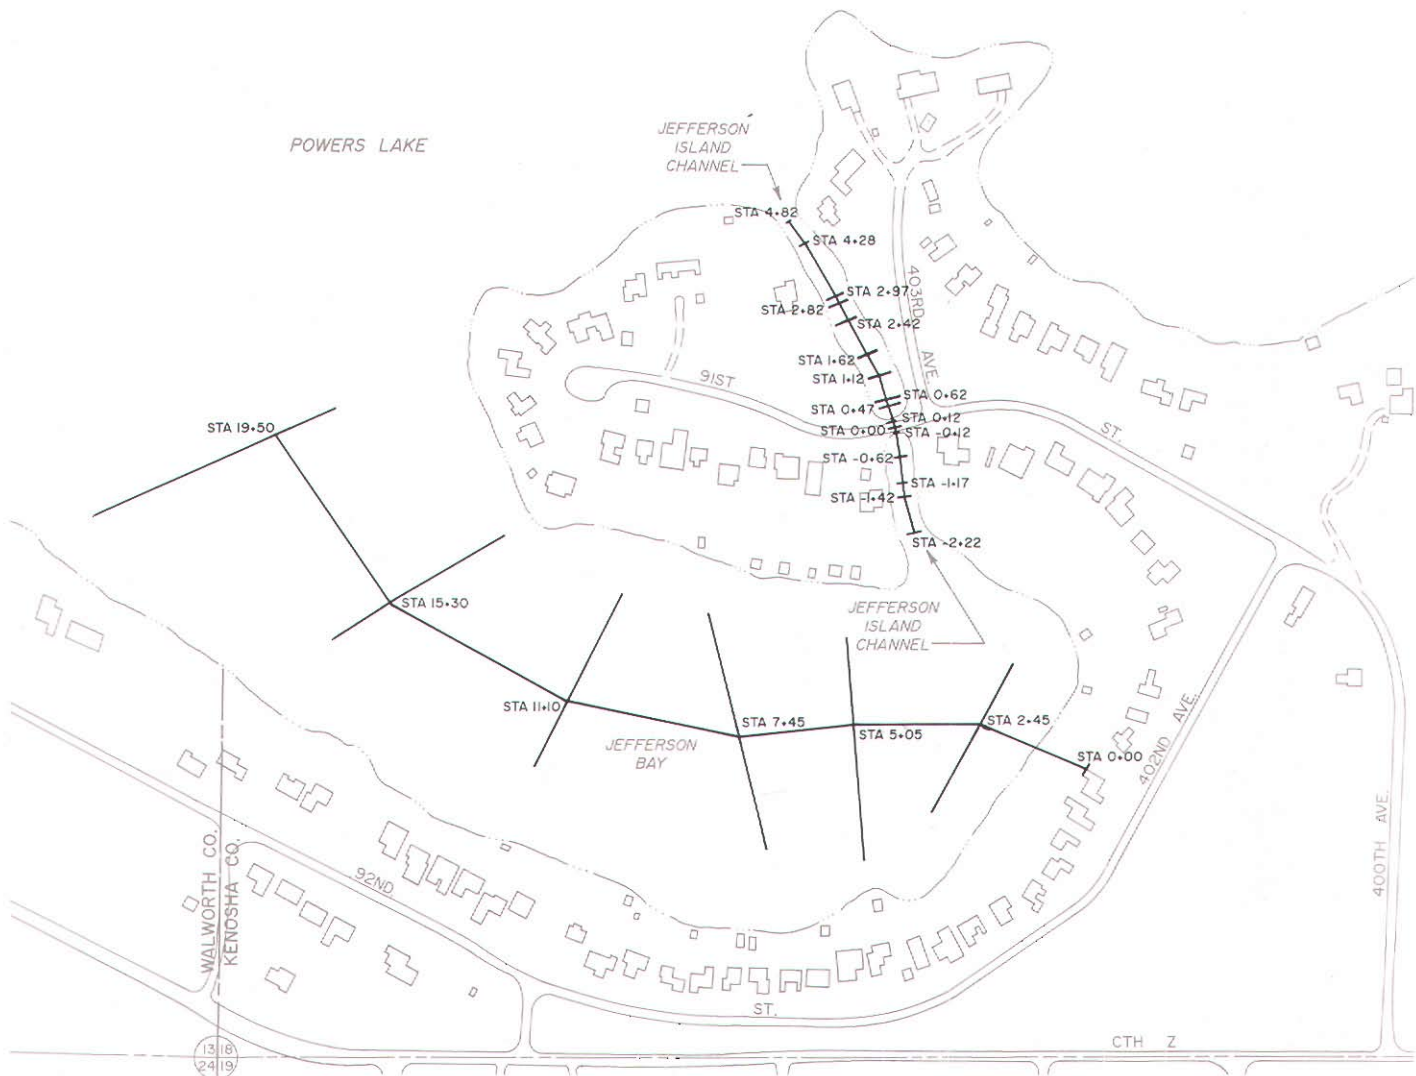 POWERS LAKE
JEFFERSON
ISLAND
CHANNEL
STA 4+82
STA 4+28
STA 2+97
STA 2+82
STA 2+42
STA 1+62
STA 1+12
STA 0+62
STA 0+47
STA 0+12
STA 0+00
STA -0+12
STA -0+62
STA -1+17
STA -1+42
STA -2+22
403RD
AVE.
91ST
ST.
STA 19+50
STA 15+30
STA 11+10
STA 7+45
STA 5+05
STA 2+45
STA 0+00
JEFFERSON
ISLAND
CHANNEL
JEFFERSON
BAY
402ND AVE.
400TH AVE.
WALWORTH CO.
KENOSHA CO.
92ND
ST.
CTH Z
13 18
24 19